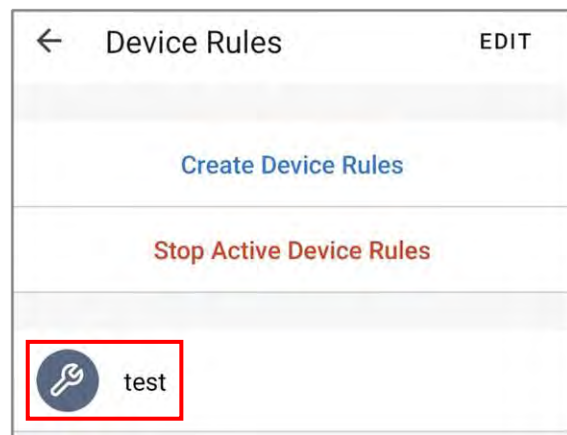 Device Rules EDIT
Create Device Rules
Stop Active Device Rules
test